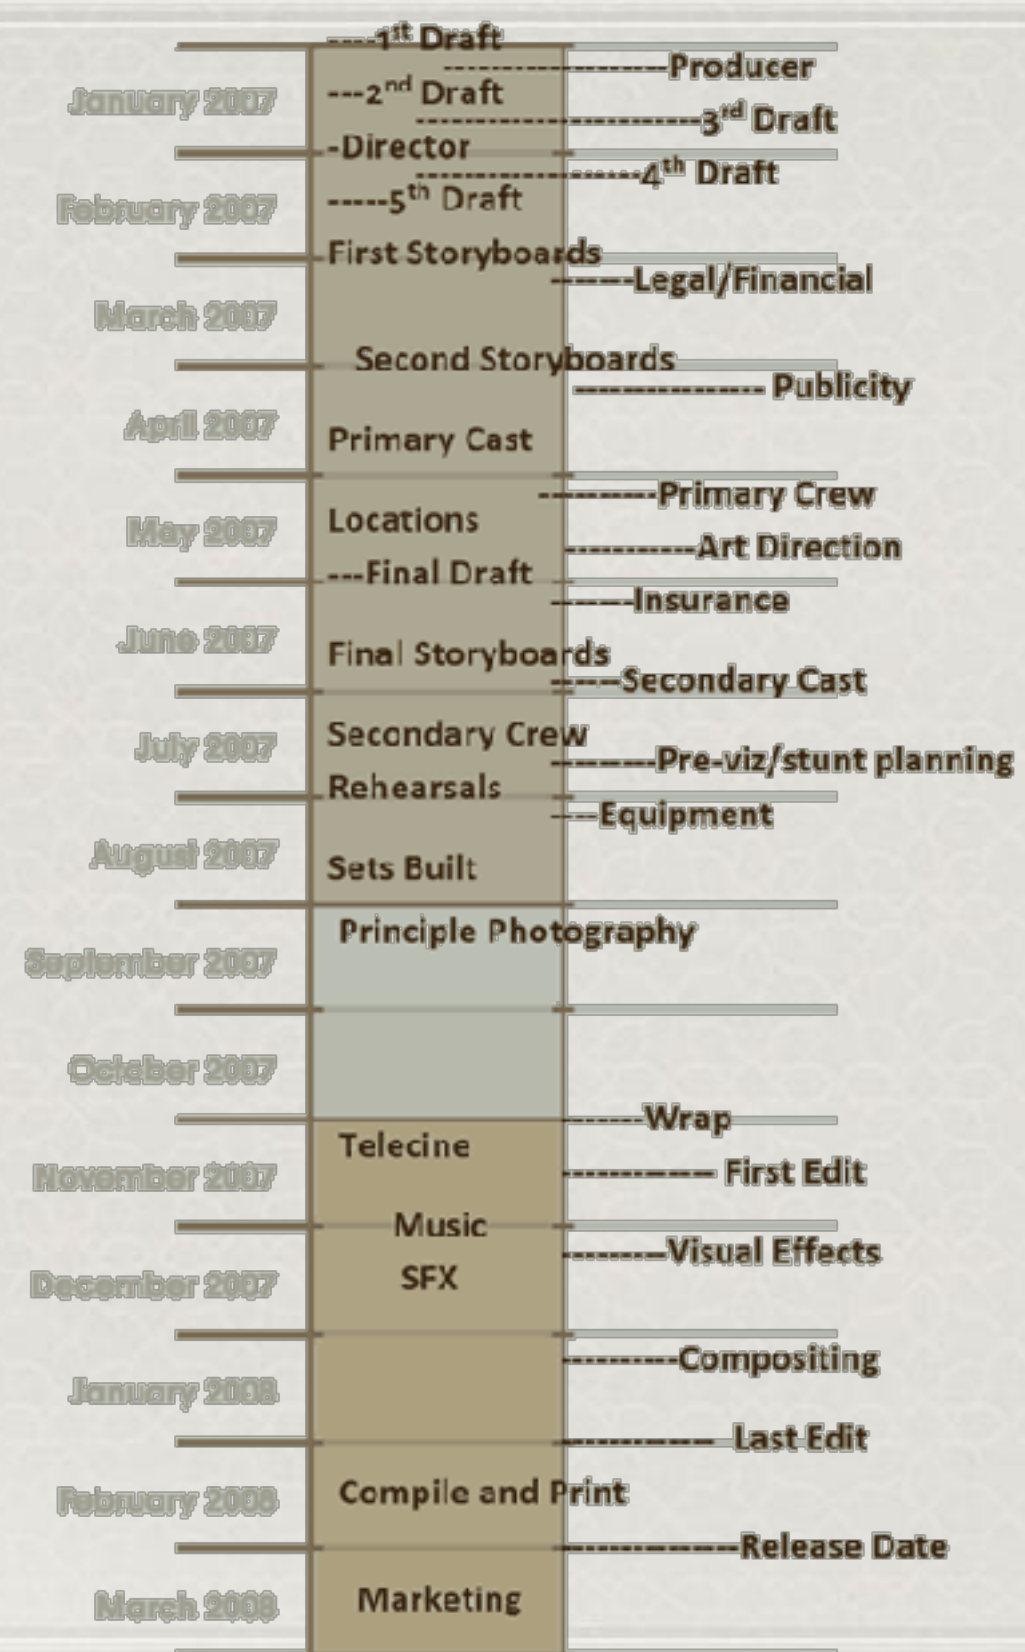 ----1st Draft
--------------------Producer
January 2007
---2nd Draft
-------------------------3rd Draft
-Director
--------------------4th Draft
February 2007
-----5th Draft
First Storyboards
-------Legal/Financial
March 2007
Second Storyboards
----------------- Publicity
April 2007
Primary Cast
----------Primary Crew
Locations
May 2007
-----------Art Direction
---Final Draft
-------Insurance
June 2007
Final Storyboards
------Secondary Cast
Secondary Crew
July 2007
---------Pre-viz/stunt planning
Rehearsals
----Equipment
August 2007
Sets Built
Principle Photography
September 2007
October 2007
-------Wrap
Telecine
November 2007
------------- First Edit
Music
---------Visual Effects
December 2007
SFX
----------Compositing
January 2008
------------- Last Edit
February 2008
Compile and Print
---------------Release Date
March 2008
Marketing